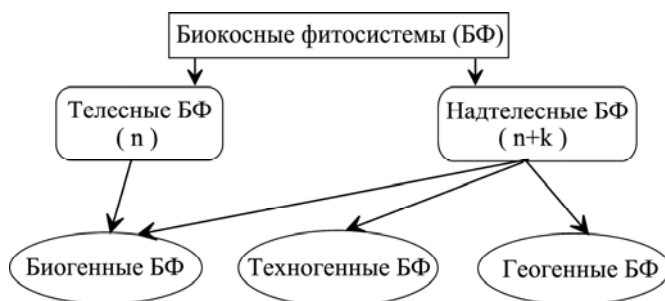 Биокосные фитосистемы (БФ)
Телесные БФ
( n )
Надтелесные БФ
( n+k )
Биогенные БФ
Техногенные БФ
Геогенные БФ